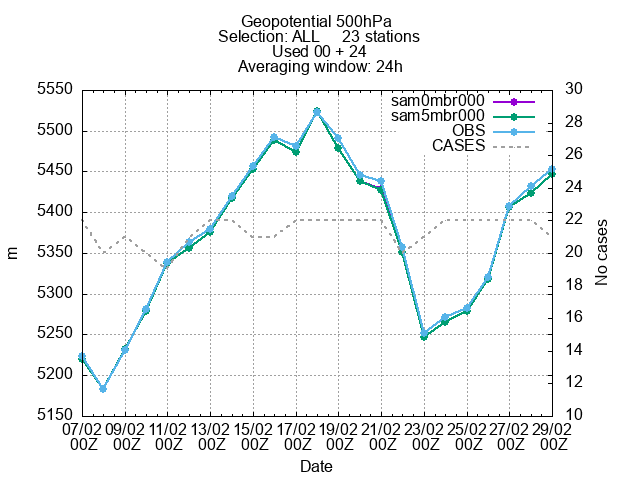 Geopotential 500hPa
Selection: ALL 23 stations
Used 00 + 24
Averaging window: 24h
sam0mbr000
sam5mbr000
OBS
CASES
5550
5500
5450
5400
5350
5300
5250
5200
5150
m
30
28
26
24
22
20
18
16
14
12
10
No cases
07/02 09/02 11/02 13/02 15/02 17/02 19/02 21/02 23/02 25/02 27/02 29/02
00Z 00Z 00Z 00Z 00Z 00Z 00Z 00Z 00Z 00Z 00Z 00Z
Date